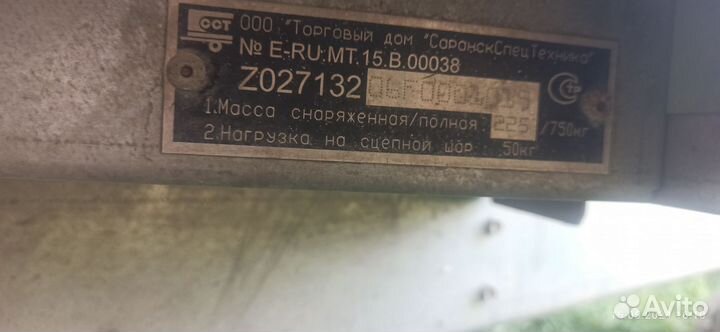 ССТ ООО "Торговый дом "СаранскСпецТехника"
№ E-RU.МТ.15.В.00038
Z027132
1.Масса снаряженная/полная 225 /750кг
2.Нагрузка на сцепной шар 50кг
Avito